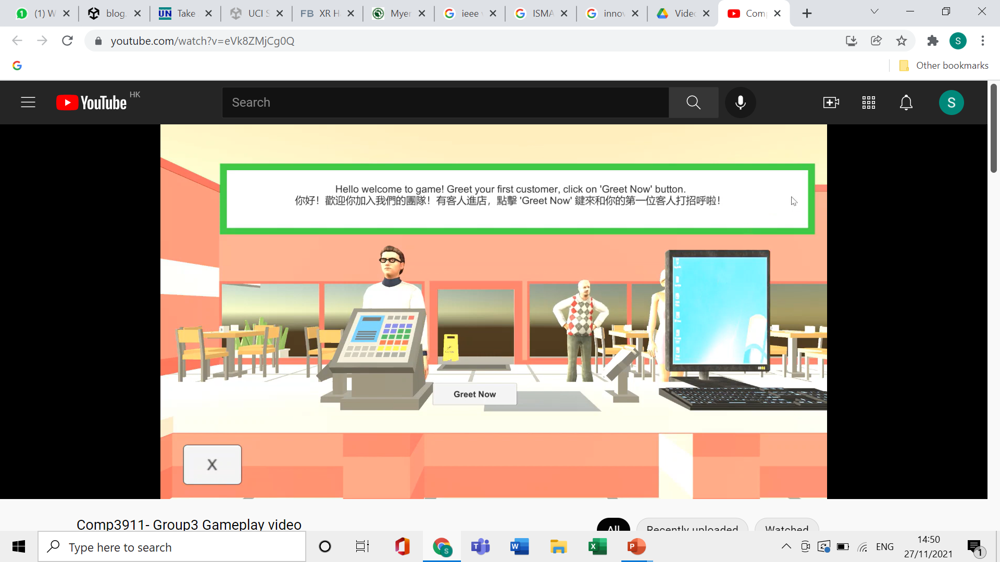 (1) W
blog.
UN Take
UCI S
FB XR H
Myer
ieee v
ISMA
innov
Video
Com
youtube.com/watch?v=eVk8ZMjCg0Q
S
Other bookmarks
YouTube HK
Search
S
Hello welcome to game! Greet your first customer, click on 'Greet Now' button.
你好！歡迎你加入我們的團隊！有客人進店，點擊 'Greet Now' 鍵來和你的第一位客人打招呼啦！
Greet Now
X
Comp3911- Group3 Gameplay video
All
Recently uploaded
Watched
Type here to search
ENG
14:50
27/11/2021
1